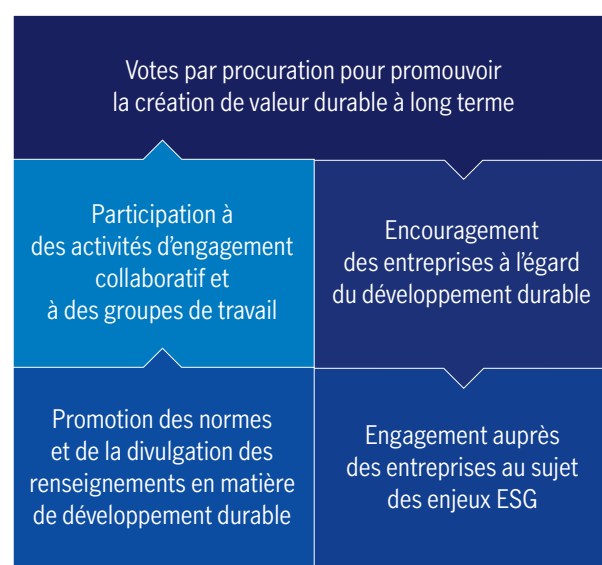 Votes par procuration pour promouvoir
la création de valeur durable à long terme
Participation à
des activités d'engagement
collaboratif et
à des groupes de travail
Encouragement
des entreprises à l'égard
du développement durable
Promotion des normes
et de la divulgation des
renseignements en matière
de développement durable
Engagement auprès
des entreprises au sujet
des enjeux ESG